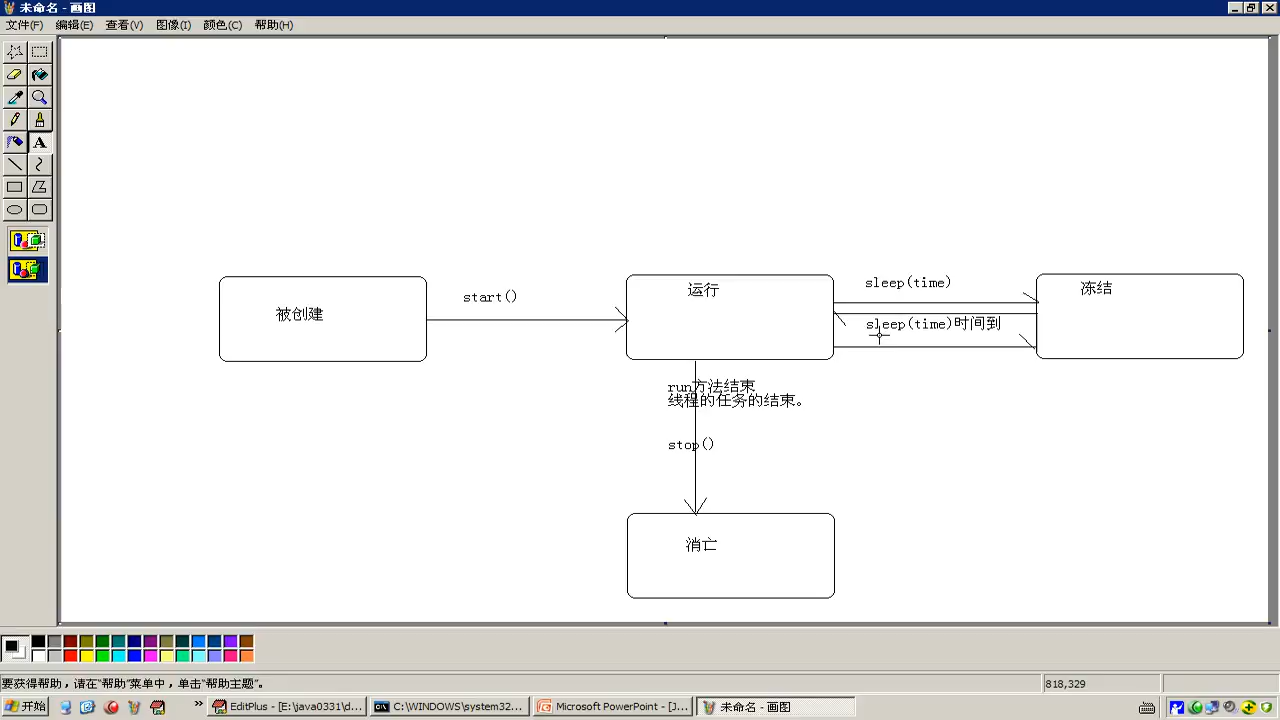 未命名 - 画图
文件(F) 编辑(E) 查看(V) 图像(I) 颜色(C) 帮助(H)
A
被创建
start()
运行
sleep(time)
sleep(time)时间到
冻结
run方法结束
线程的任务的结束。
stop()
消亡
要获得帮助，请在“帮助”菜单中，单击“帮助主题”。
818,329
开始
»
EditPlus - [E:\java0331\d...
C:\WINDOWS\system32...
Microsoft PowerPoint - [J...
未命名 - 画图